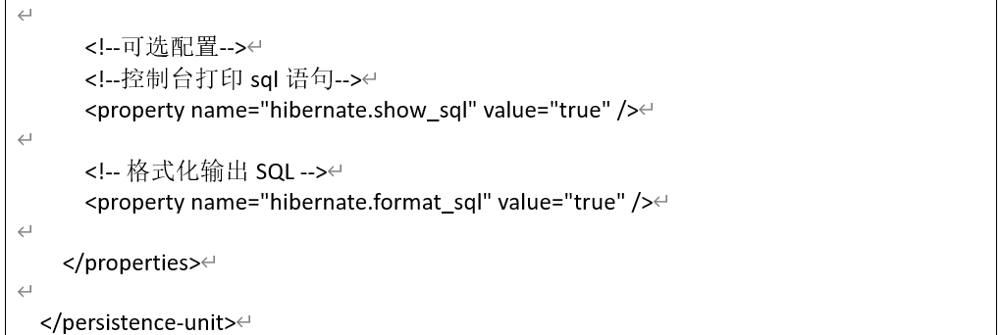 <!--可选配置-->
<!--控制台打印 sql 语句-->
<property name="hibernate.show_sql" value="true" />
<!-- 格式化输出 SQL -->
<property name="hibernate.format_sql" value="true" />
</properties>
</persistence-unit>